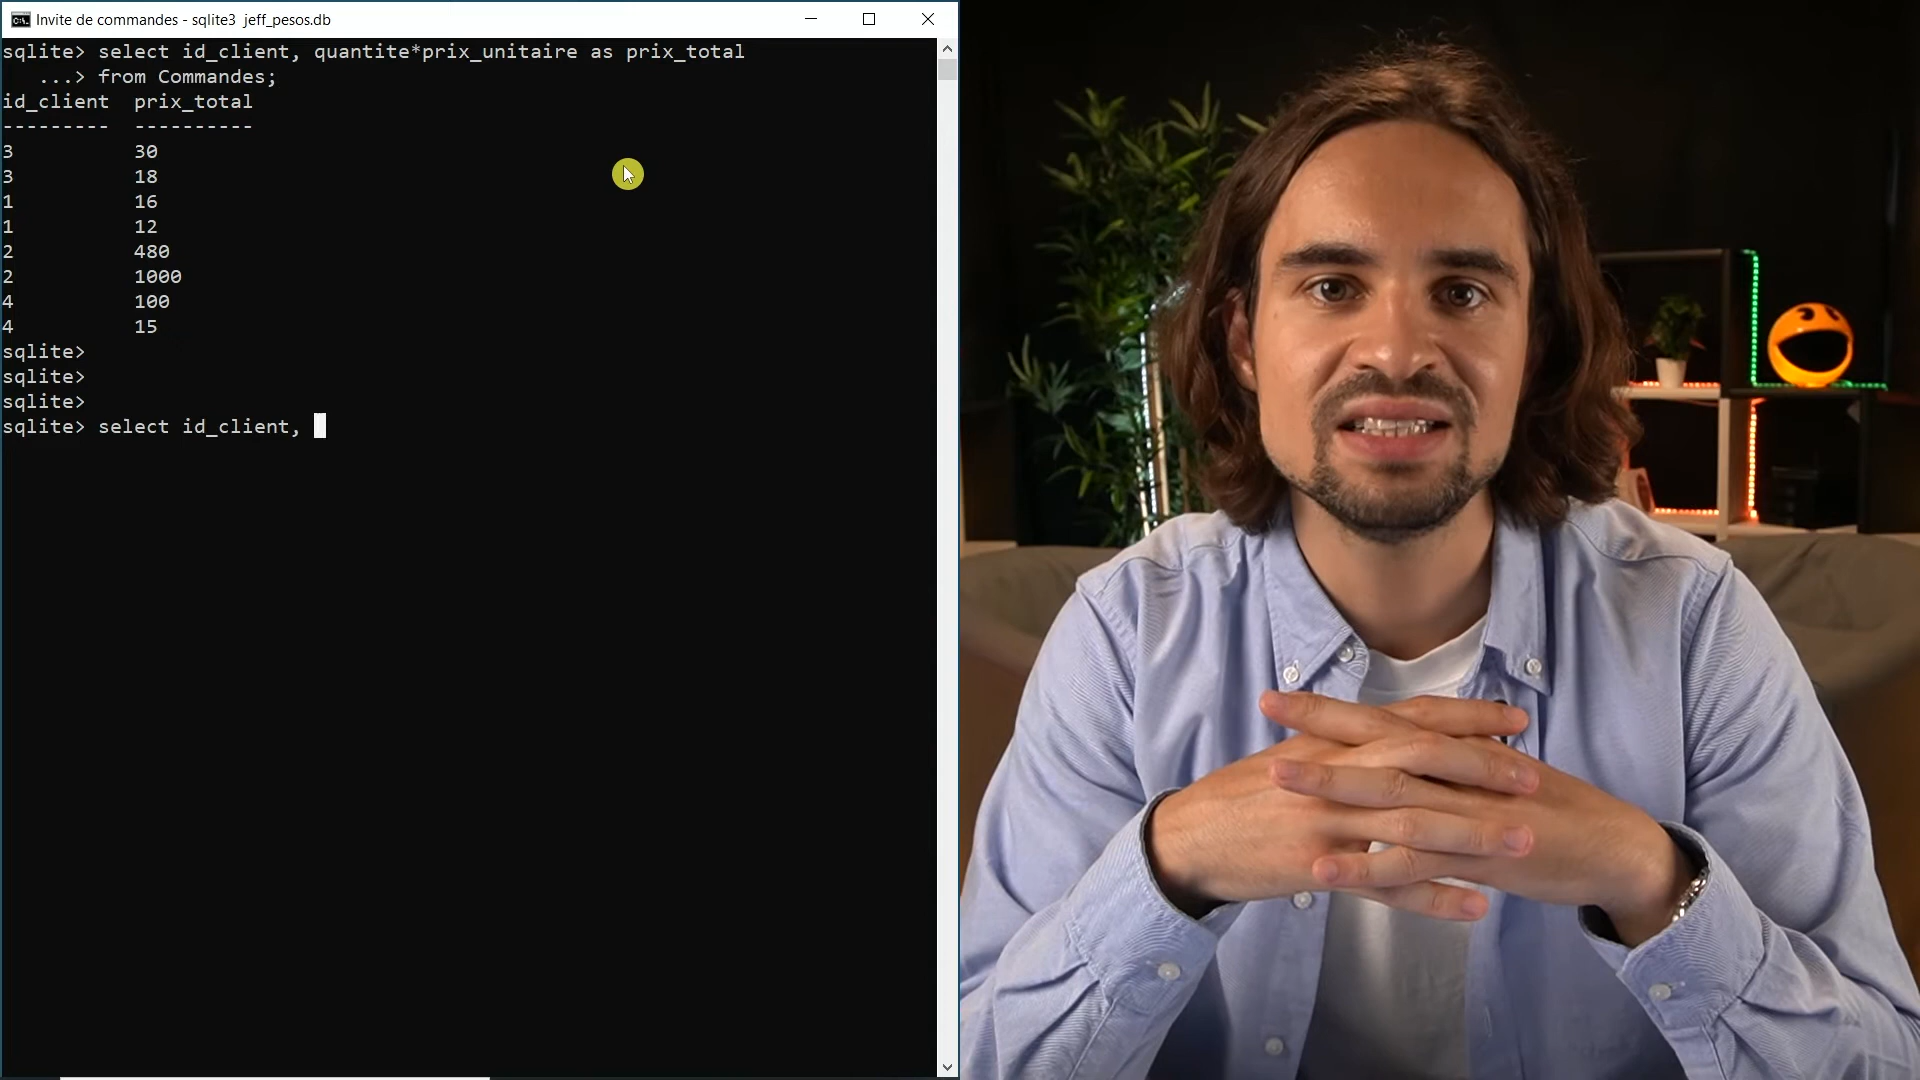 Invite de commandes - sqlite3  jeff_pesos.db
sqlite> select id_client, quantite*prix_unitaire as prix_total
   ...> from Commandes;
id_client  prix_total
---------  ----------
3          30
3          18
1          16
1          12
2          480
2          1000
4          100
4          15
sqlite>
sqlite>
sqlite>
sqlite> select id_client,